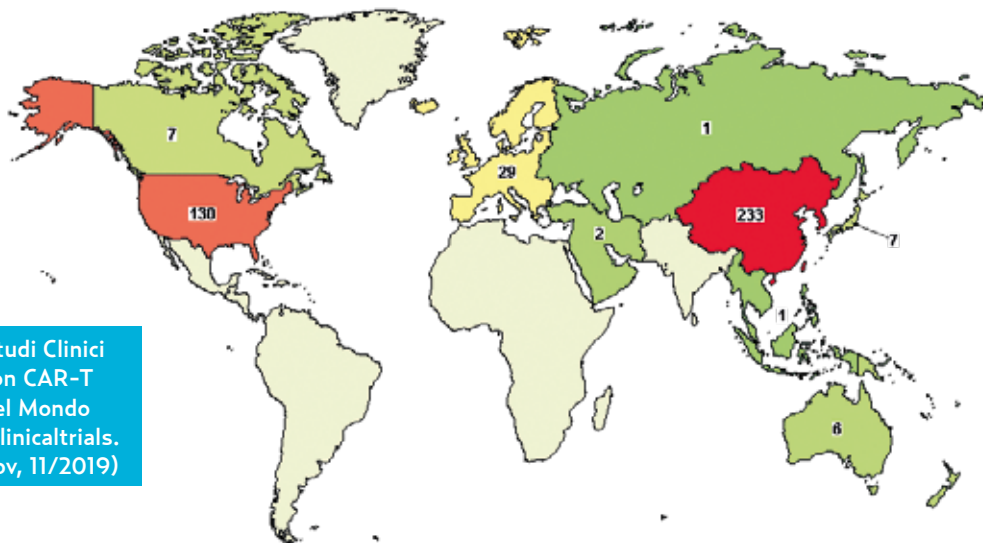 7
1
29
130
233
2
7
1
6
tudi Clinici
on CAR-T
el Mondo
linicaltrials.
ov, 11/2019)